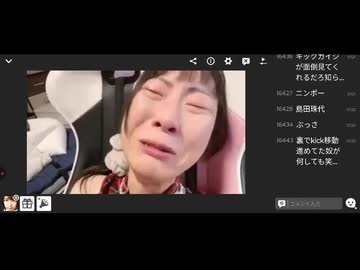 16436 キックガイジ
が面倒見てく
れるだろ知ら...
16427 ニンポー
16428 島田珠代
16434 ぶっさ
16443 裏でkick移動
進めてた奴が
何しても笑...
コメント入力